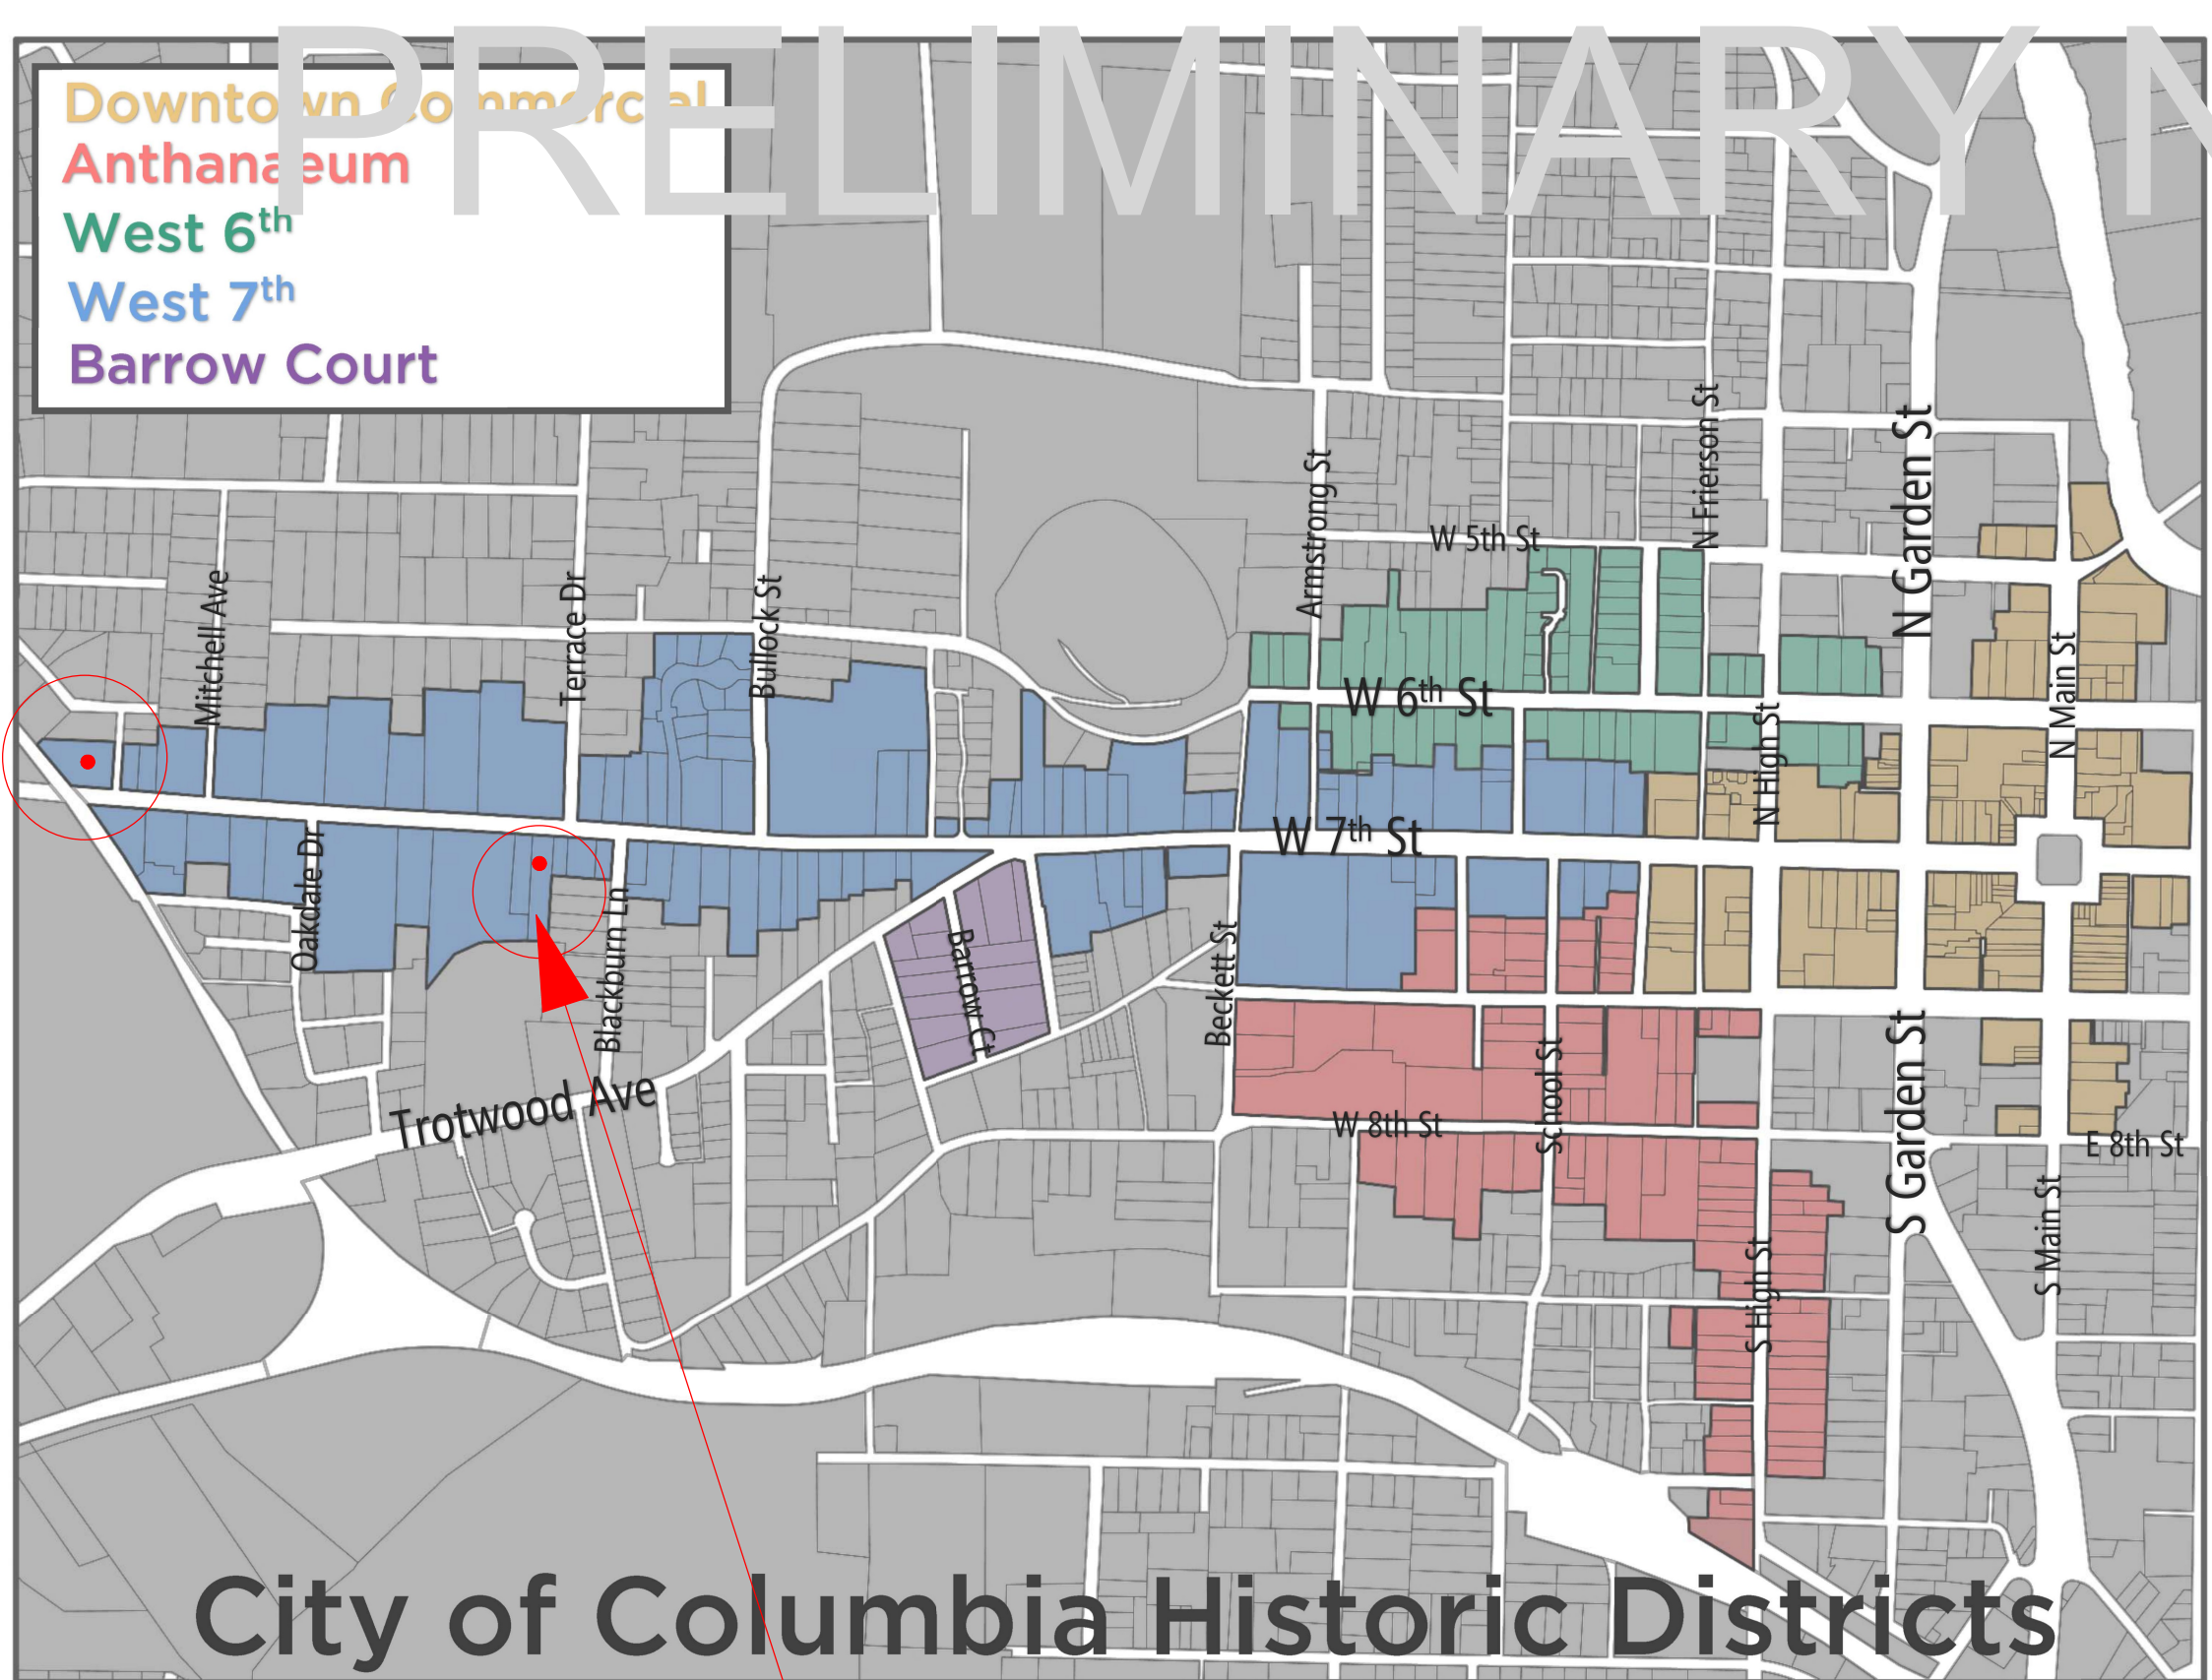 PRELIMINARY N
Downtown Commercial
Anthanaeum
West 6th
West 7th
Barrow Court
N Frierson St
N Garden St
Armstrong St
W 5th St
Mitchell Ave
Terrace Dr
Bullock St
N Main St
W 6th St
N High St
W 7th St
Oakdale Dr
Blackburn Ln
Beckett St
Barrow Ct
Trotwood Ave
School St
S Garden St
W 8th St
E 8th St
S Main St
S High St
City of Columbia Historic Districts